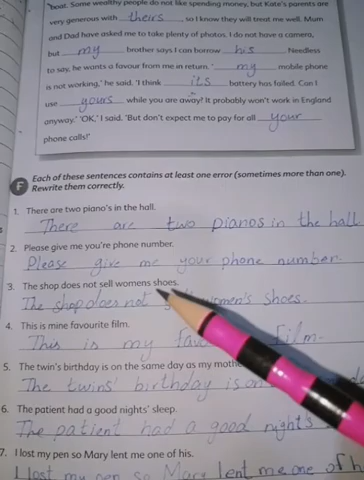 boat. Some wealthy people do not like spending money, but Kate's parents are
very generous with theirs so I know they will treat me well. Mum
and Dad have asked me to take plenty of photos. I do not have a camera,
but my brother says I can borrow his Needless
to say, he wants a favour from me in return. ' my mobile phone
is not working,' he said. 'I think its battery has failed. Can I
use yours while you are away? It probably won't work in England
anyway.' 'OK,' I said. 'But don't expect me to pay for all your
phone calls!'
F Each of these sentences contains at least one error (sometimes more than one).
Rewrite them correctly.
1. There are two piano's in the hall.
There are two pianos in the hall
2. Please give me you're phone number.
Please give me your phone number
3. The shop does not sell womens shoes.
The shop does not women's shoes.
4. This is mine favourite film.
This is my film.
5. The twin's birthday is on the same day as my
The twins' birthday is on
6. The patient had a good nights' sleep.
The patient had a good night's
7. I lost my pen so Mary lent me one of his.
I lost my pen so Mary lent me one of